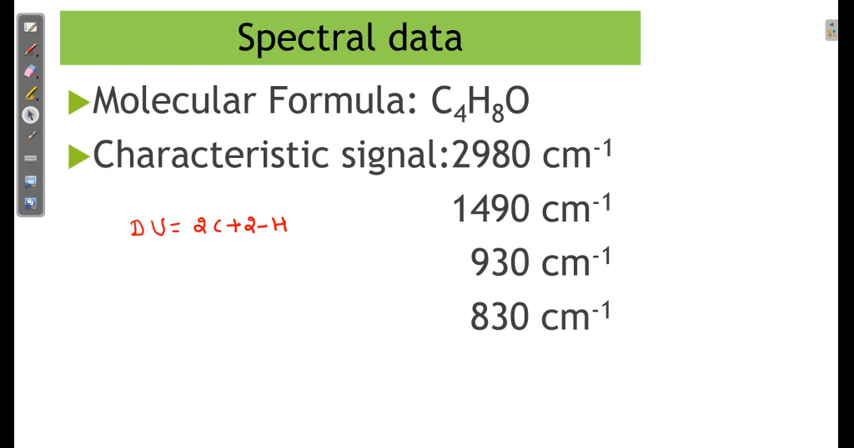 Spectral data
▶Molecular Formula: C₄H₈O
▶Characteristic signal:2980 cm⁻¹
1490 cm⁻¹
DU= 2C+2-H
930 cm⁻¹
830 cm⁻¹